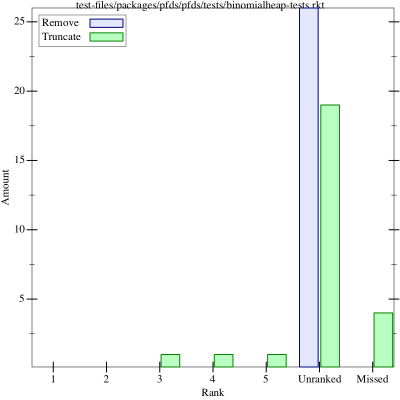 test-files/packages/pfds/pfds/tests/binomialheap-tests.rkt
Remove
Truncate
25
20
15
10
5
Amount
1 2 3 4 5 Unranked Missed
Rank